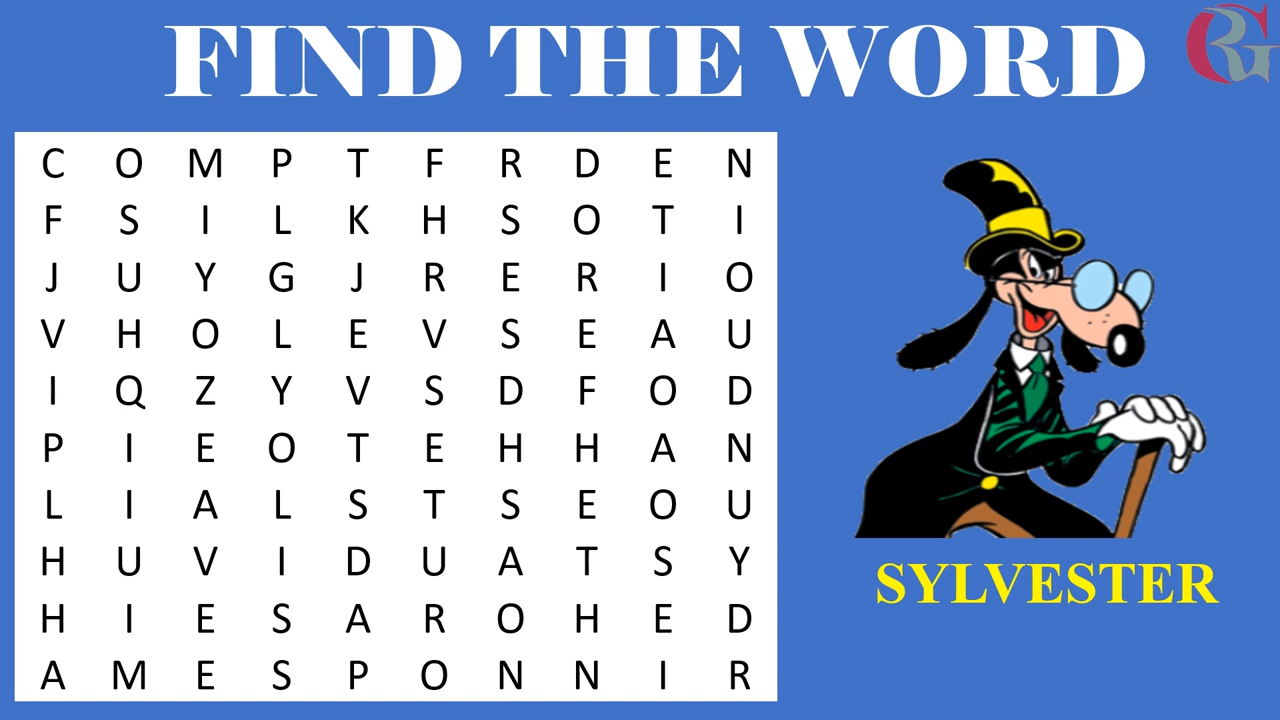 FIND THE WORD
C O M P T F R D E N
F S I L K H S O T I
J U Y G J R E R I O
V H O L E V S E A U
I Q Z Y V S D F O D
P I E O T E H H A N
L I A L S T S E O U
H U V I D U A T S Y
H I E S A R O H E D
A M E S P O N N I R
SYLVESTER